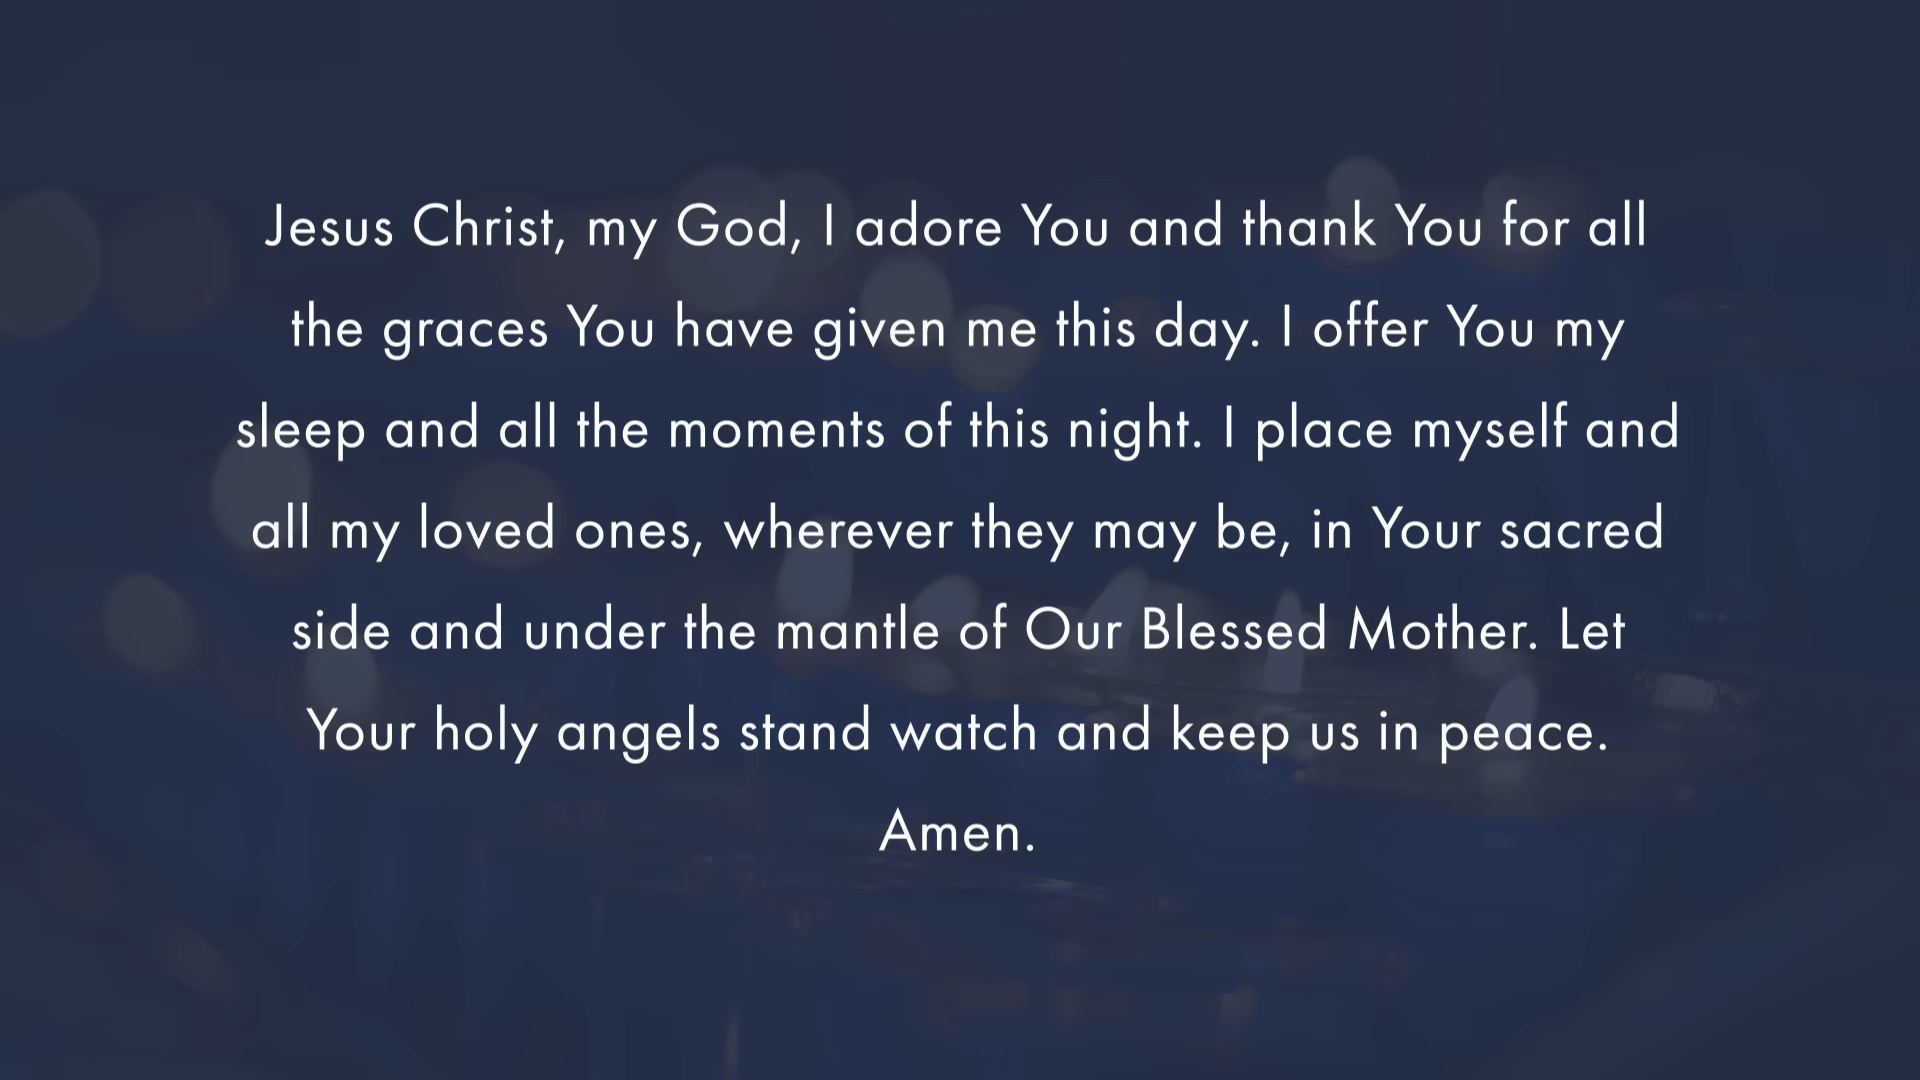 Jesus Christ, my God, I adore You and thank You for all
the graces You have given me this day. I offer You my
sleep and all the moments of this night. I place myself and
all my loved ones, wherever they may be, in Your sacred
side and under the mantle of Our Blessed Mother. Let
Your holy angels stand watch and keep us in peace.
Amen.